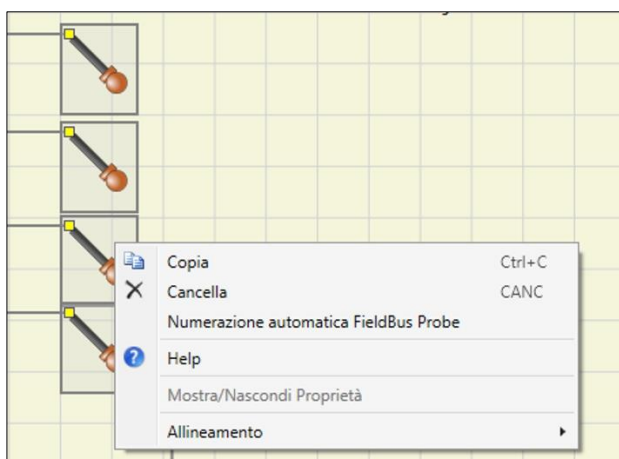 Copia Ctrl+C
Cancella CANC
Numerazione automatica FieldBus Probe
Help
Mostra/Nascondi Proprietà
Allineamento